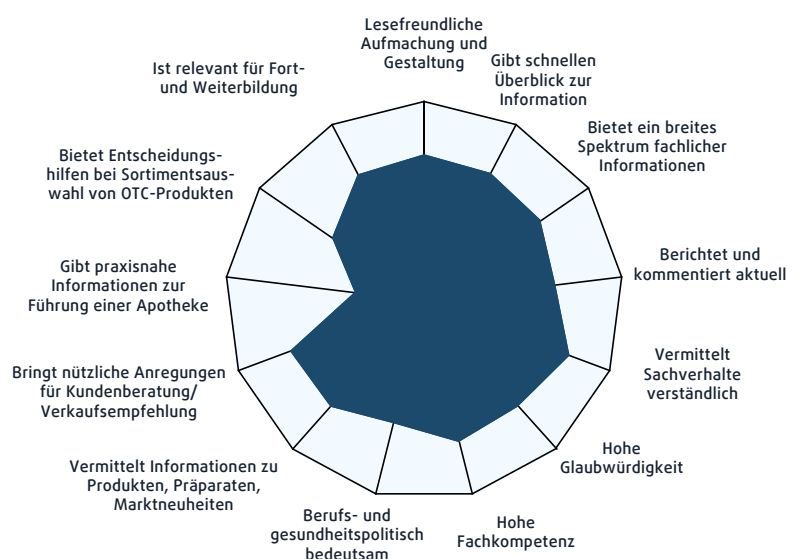 Lesefreundliche
Aufmachung und
Gestaltung
Gibt schnellen
Überblick zur
Information
Bietet ein breites
Spektrum fachlicher
Informationen
Berichtet und
kommentiert aktuell
Vermittelt
Sachverhalte
verständlich
Hohe
Glaubwürdigkeit
Hohe
Fachkompetenz
Berufs- und
gesundheitspolitisch
bedeutsam
Vermittelt Informationen zu
Produkten, Präparaten,
Marktneuheiten
Bringt nützliche Anregungen
für Kundenberatung/
Verkaufsempfehlung
Gibt praxisnahe
Informationen zur
Führung einer Apotheke
Bietet Entscheidungs-
hilfen bei Sortimentsaus-
wahl von OTC-Produkten
Ist relevant für Fort-
und Weiterbildung